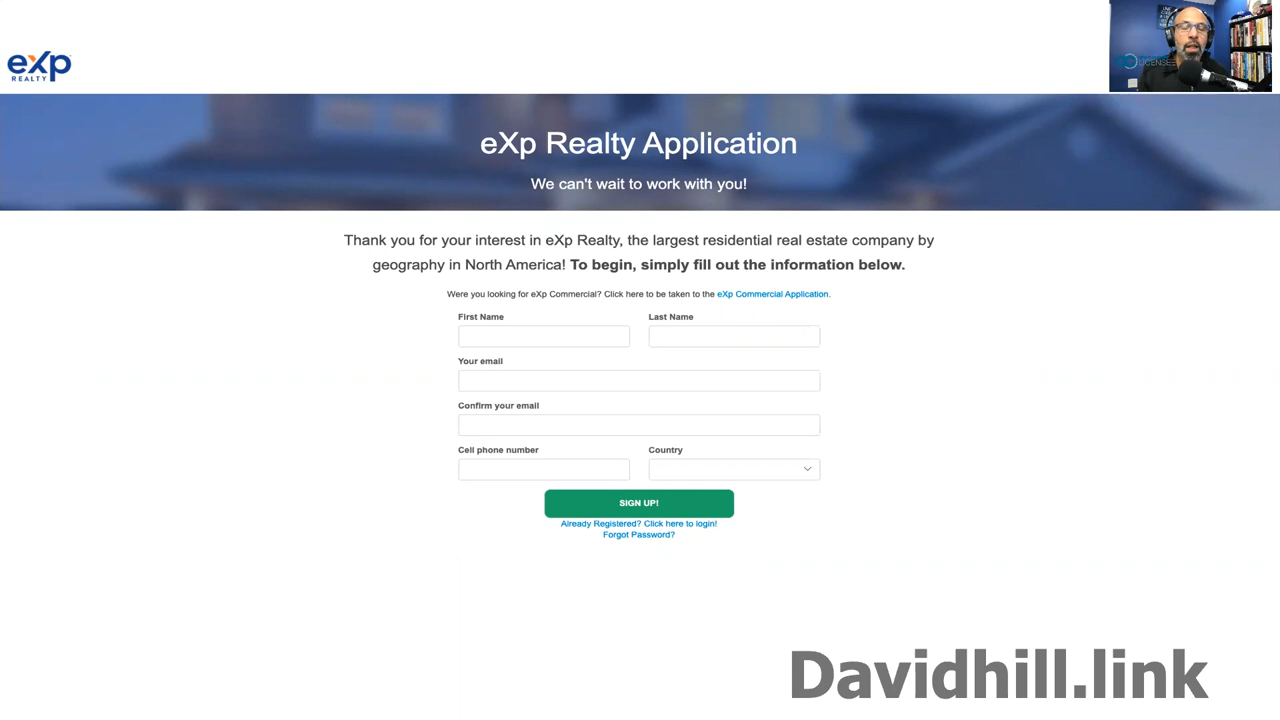 eXp
REALTY
LICENSE
eXp Realty Application
We can't wait to work with you!
Thank you for your interest in eXp Realty, the largest residential real estate company by
geography in North America! To begin, simply fill out the information below.
Were you looking for eXp Commercial? Click here to be taken to the eXp Commercial Application.
First Name Last Name
Your email
Confirm your email
Cell phone number Country
SIGN UP!
Already Registered? Click here to login!
Forgot Password?
Davidhill.link